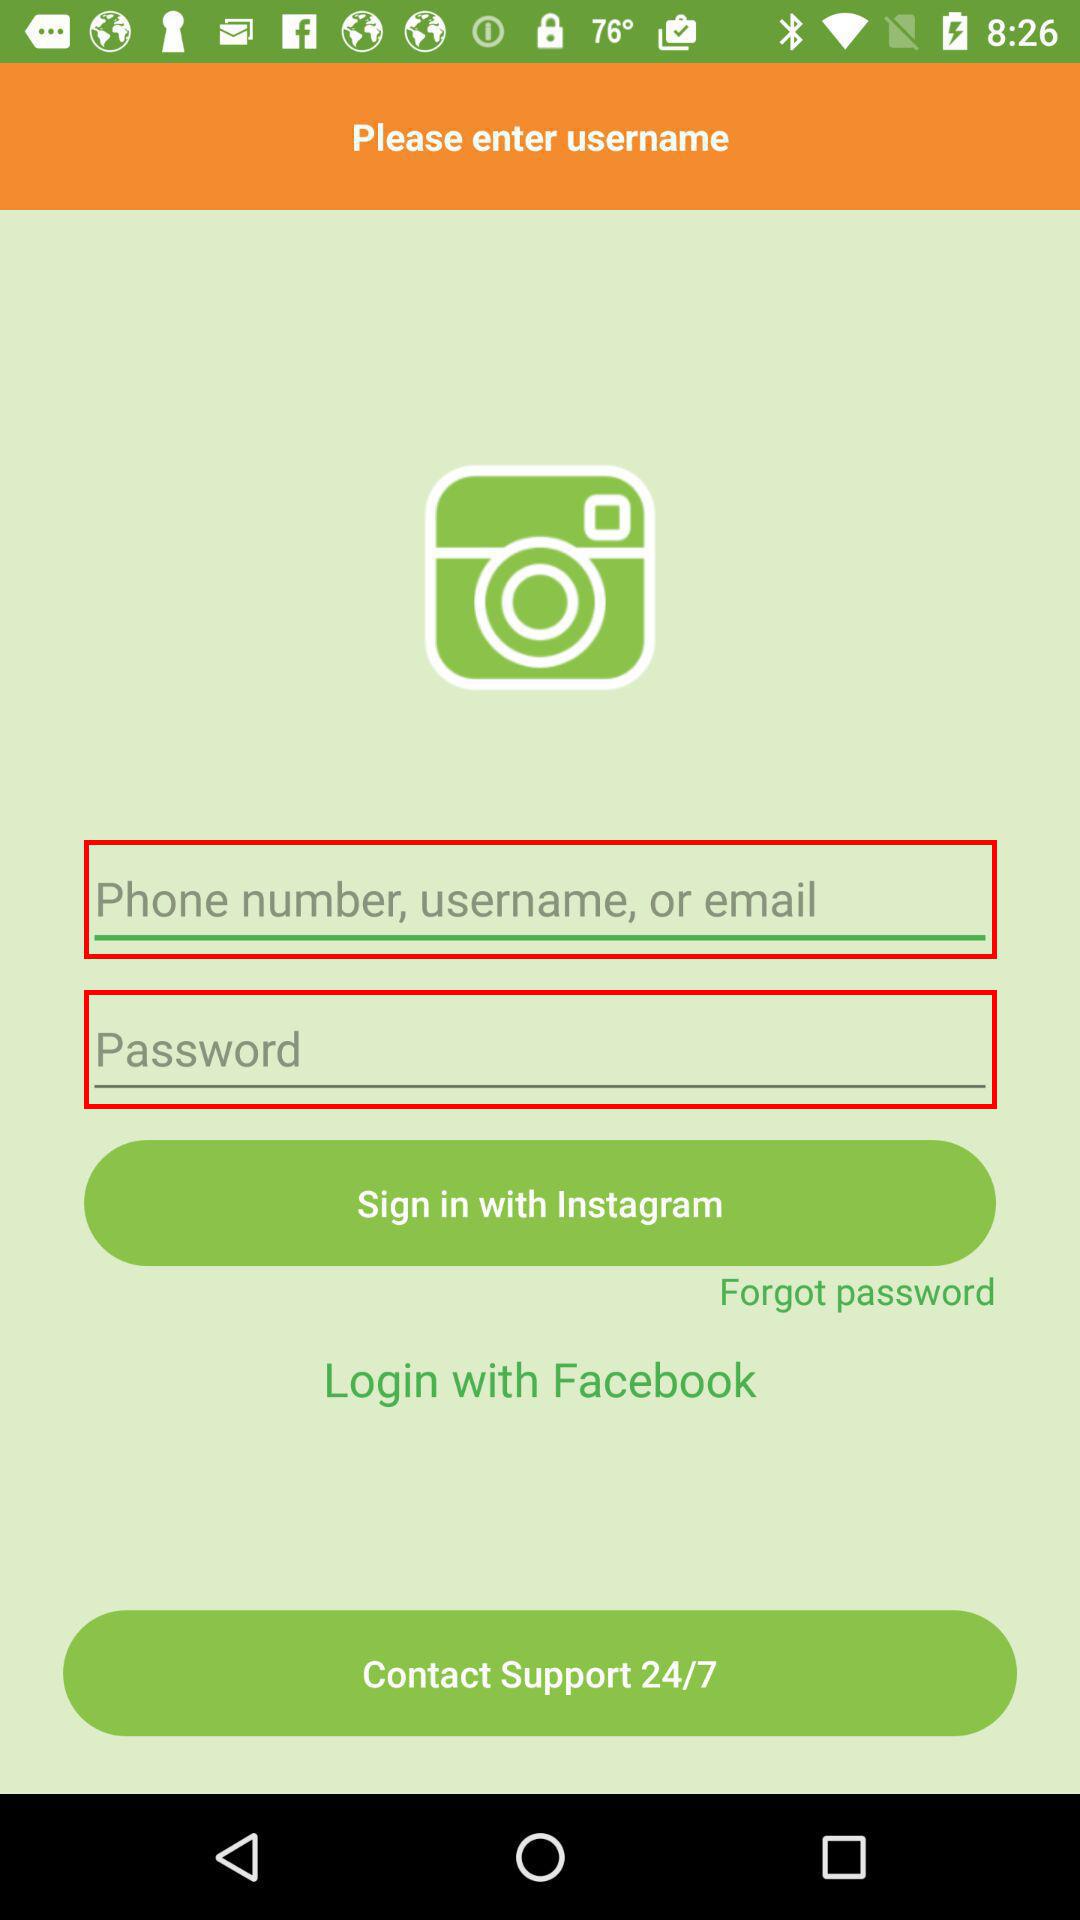 76° 8:26
Please enter username
Phone number, username, or email
Password
Sign in with Instagram
Forgot password
Login with Facebook
Contact Support 24/7